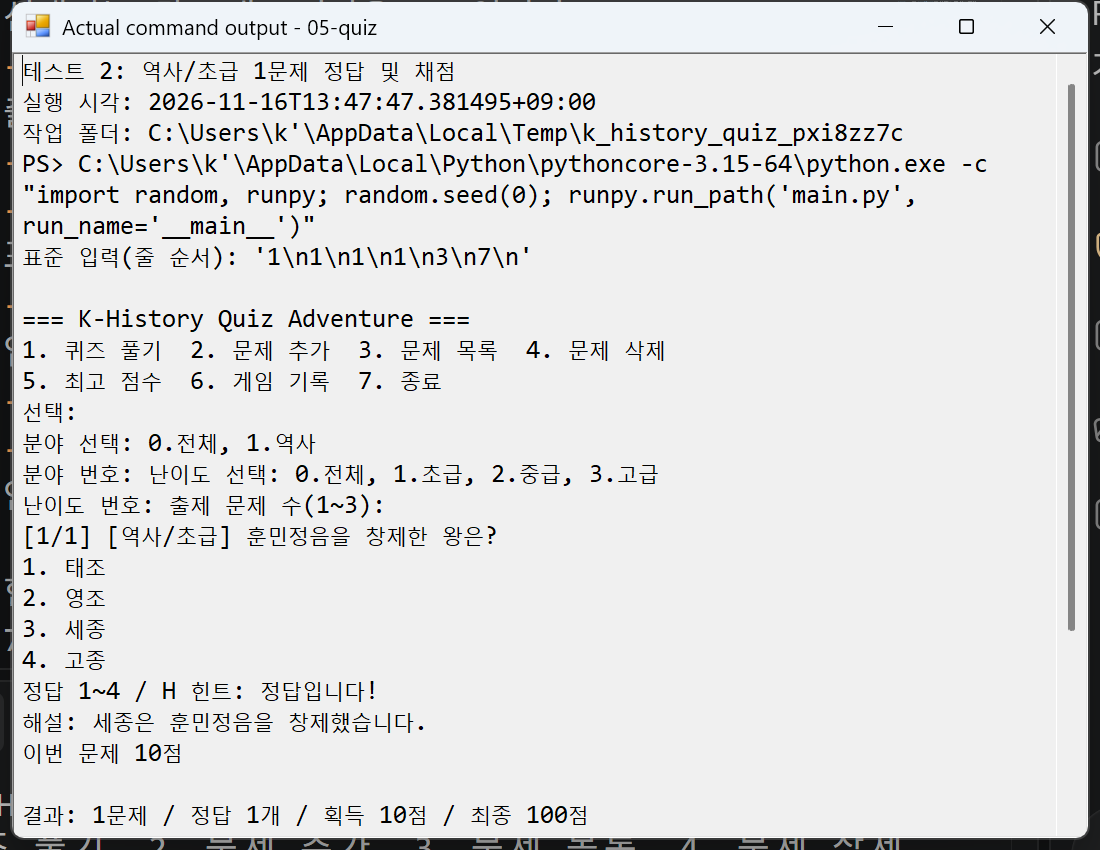 Actual command output - 05-quiz
테스트 2: 역사/초급 1문제 정답 및 채점
실행 시각: 2026-11-16T13:47:47.381495+09:00
작업 폴더: C:\Users\k'\AppData\Local\Temp\k_history_quiz_pxi8zz7c
PS> C:\Users\k'\AppData\Local\Python\pythoncore-3.15-64\python.exe -c
"import random, runpy; random.seed(0); runpy.run_path('main.py',
run_name='__main__')"
표준 입력(줄 순서): '1\n1\n1\n1\n3\n7\n'
=== K-History Quiz Adventure ===
1. 퀴즈 풀기  2. 문제 추가  3. 문제 목록  4. 문제 삭제
5. 최고 점수  6. 게임 기록  7. 종료
선택:
분야 선택: 0.전체, 1.역사
분야 번호: 난이도 선택: 0.전체, 1.초급, 2.중급, 3.고급
난이도 번호: 출제 문제 수(1~3):
[1/1] [역사/초급] 훈민정음을 창제한 왕은?
1. 태조
2. 영조
3. 세종
4. 고종
정답 1~4 / H 힌트: 정답입니다!
해설: 세종은 훈민정음을 창제했습니다.
이번 문제 10점
결과: 1문제 / 정답 1개 / 획득 10점 / 최종 100점